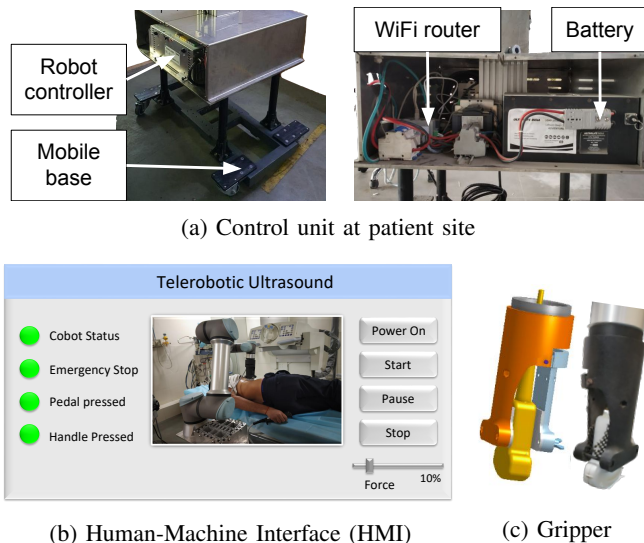 Robot
controller
Mobile
base
WiFi router
Battery
(a) Control unit at patient site
Telerobotic Ultrasound
Cobot Status
Emergency Stop
Pedal pressed
Handle Pressed
Power On
Start
Pause
Stop
Force
10%
(b) Human-Machine Interface (HMI)
(c) Gripper